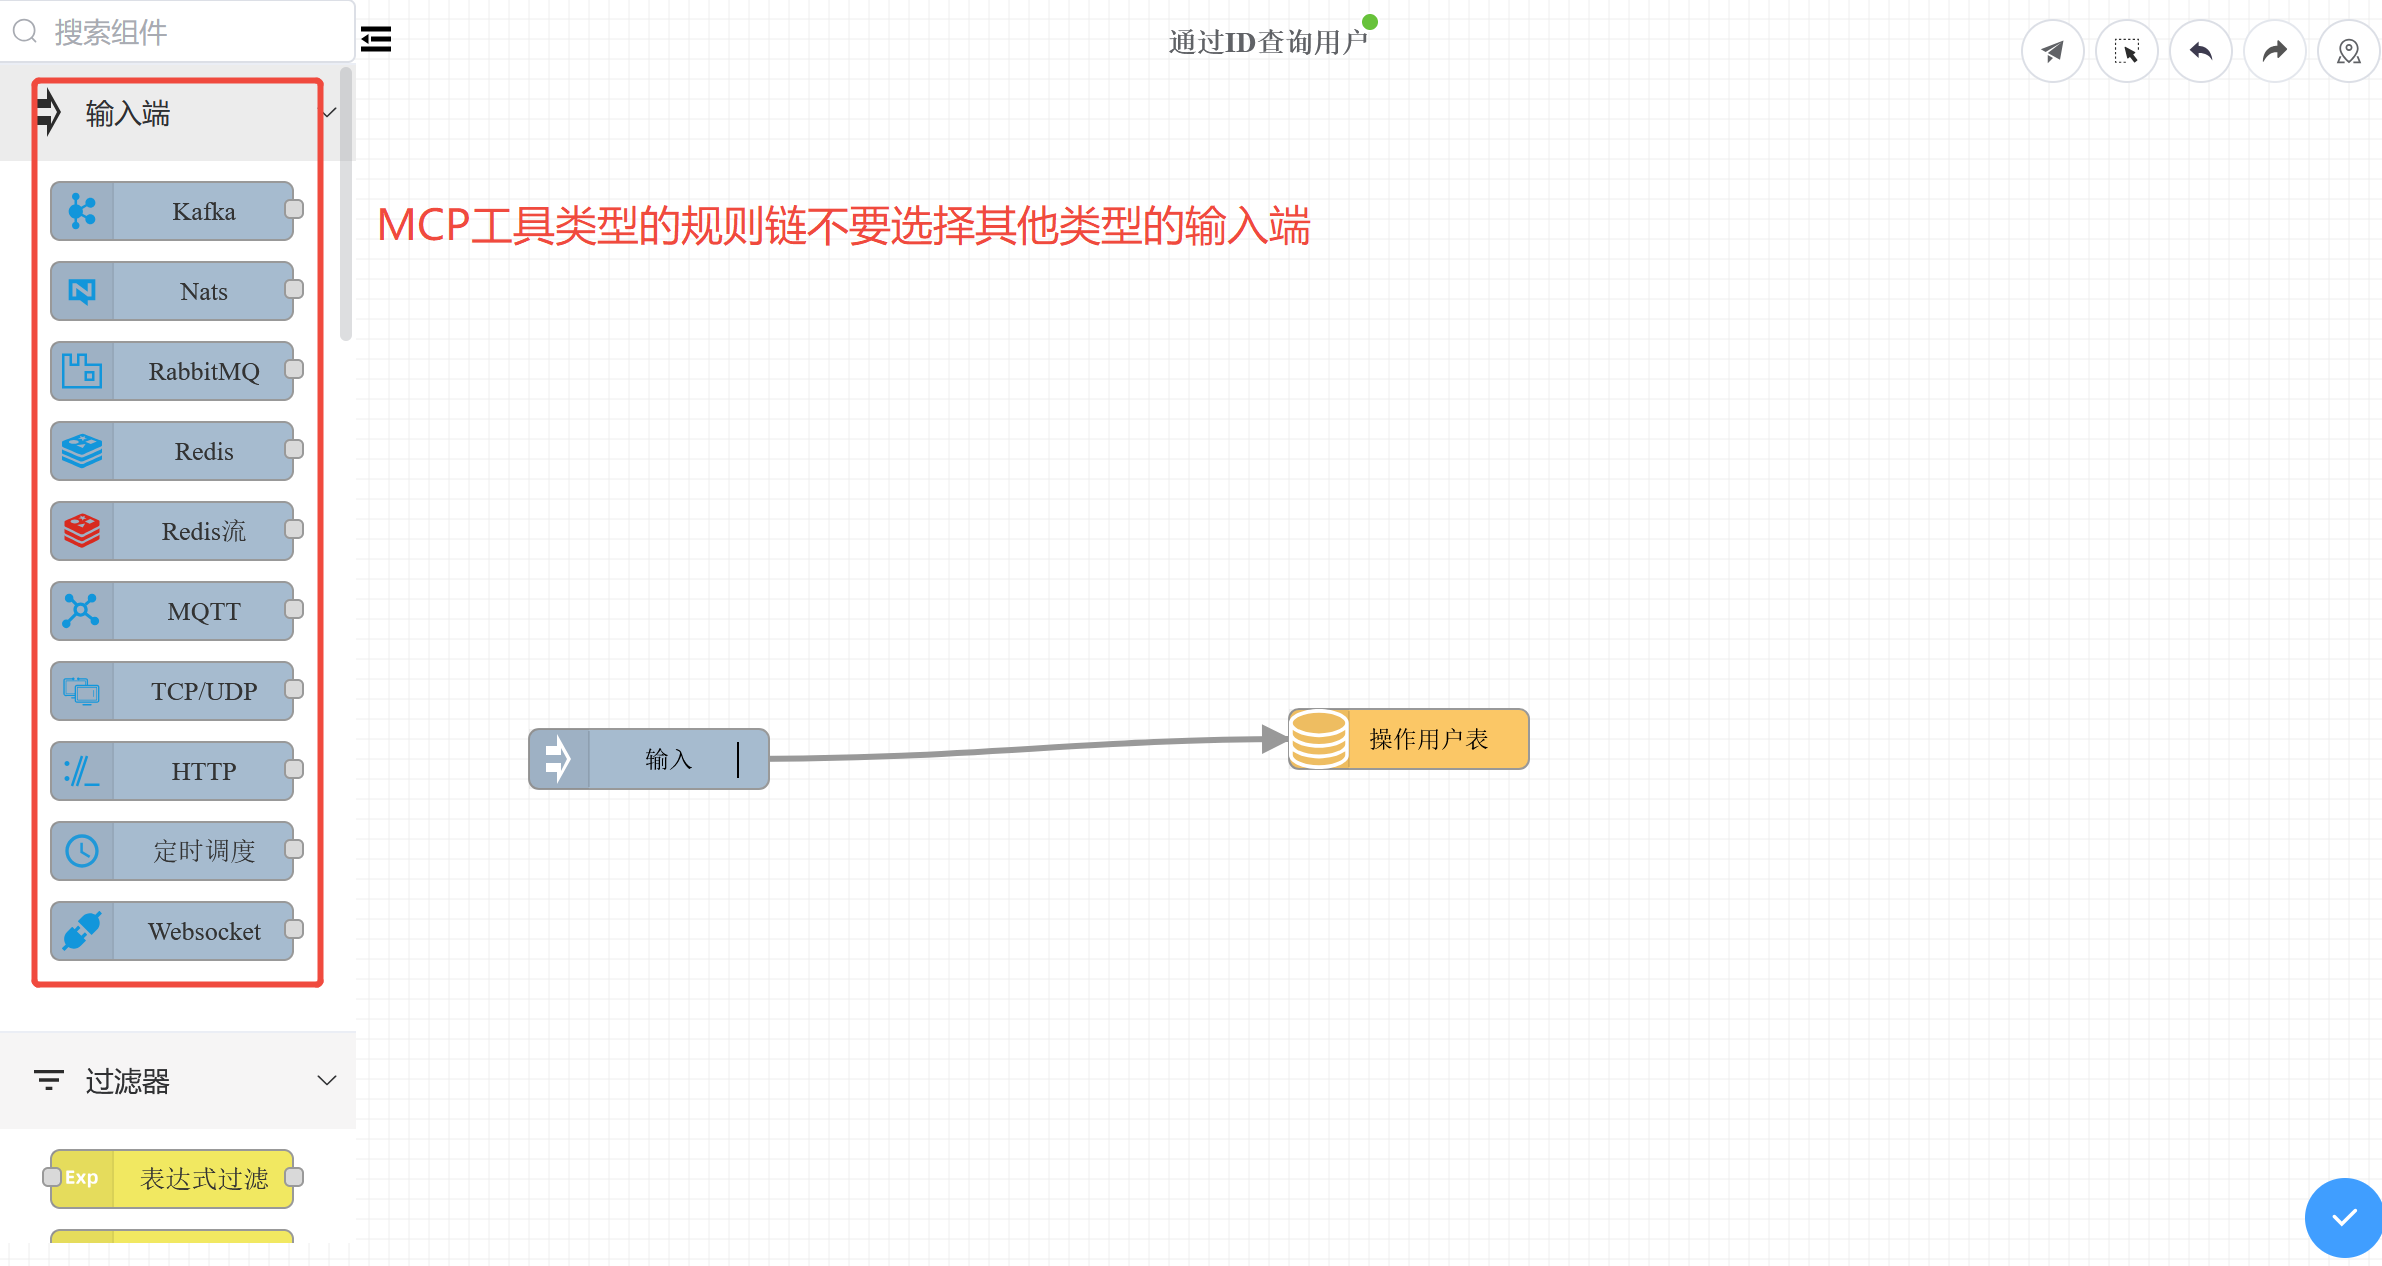 搜索组件
通过ID查询用户
输入端
Kafka
MCP工具类型的规则链不要选择其他类型的输入端
Nats
RabbitMQ
Redis
Redis流
MQTT
TCP/UDP
输入
操作用户表
HTTP
定时调度
Websocket
过滤器
Exp
表达式过滤